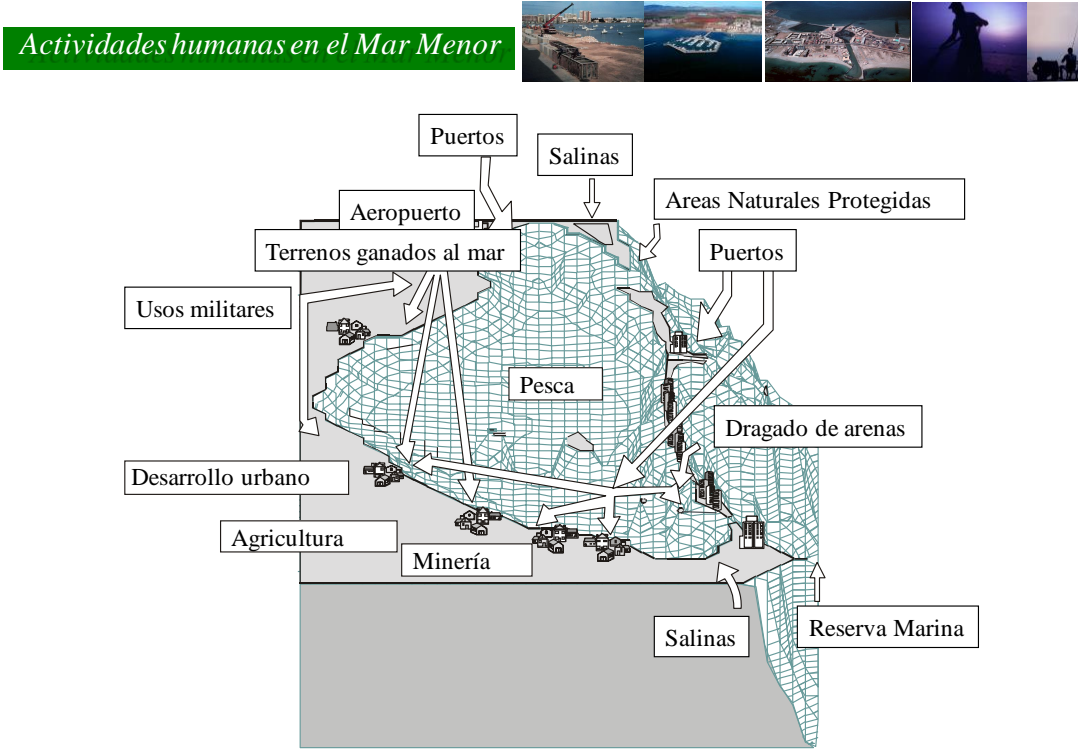 Actividades humanas en el Mar Menor
Puertos
Salinas
Areas Naturales Protegidas
Aeropuerto
Terrenos ganados al mar
Puertos
Usos militares
Pesca
Dragado de arenas
Desarrollo urbano
Agricultura
Minería
Salinas
Reserva Marina